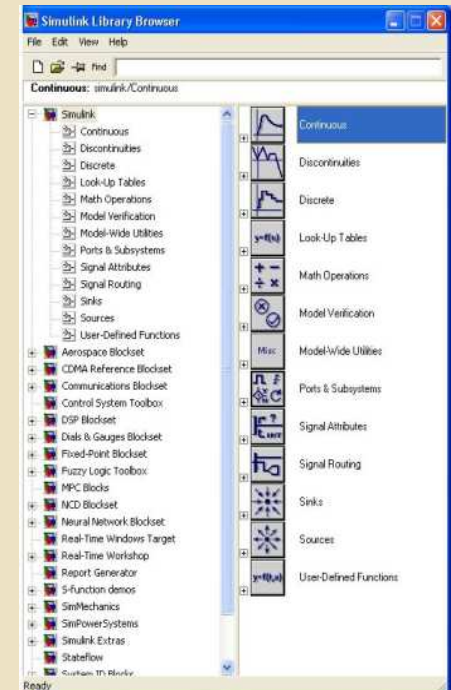 Simulink Library Browser
File Edit View Help
find
Continuous: simulink/Continuous
Simulink
Continuous
Discontinuities
Discrete
Look-Up Tables
Math Operations
Model Verification
Model-Wide Utilities
Ports & Subsystems
Signal Attributes
Signal Routing
Sinks
Sources
User-Defined Functions
Aerospace Blockset
CDMA Reference Blockset
Communications Blockset
Control System Toolbox
DSP Blockset
Dials & Gauges Blockset
Fixed-Point Blockset
Fuzzy Logic Toolbox
MPC Blocks
NCD Blockset
Neural Network Blockset
Real-Time Windows Target
Real-Time Workshop
Report Generator
S-function demos
SimMechanics
SimPowerSystems
Simulink Extras
Stateflow
System ID Blocks
Continuous
Discontinuities
Discrete
y=f(u) Look-Up Tables
+ − ÷ × Math Operations
Model Verification
Misc Model-Wide Utilities
Ports & Subsystems
Signal Attributes
Signal Routing
Sinks
Sources
y=f(t,u) User-Defined Functions
Ready